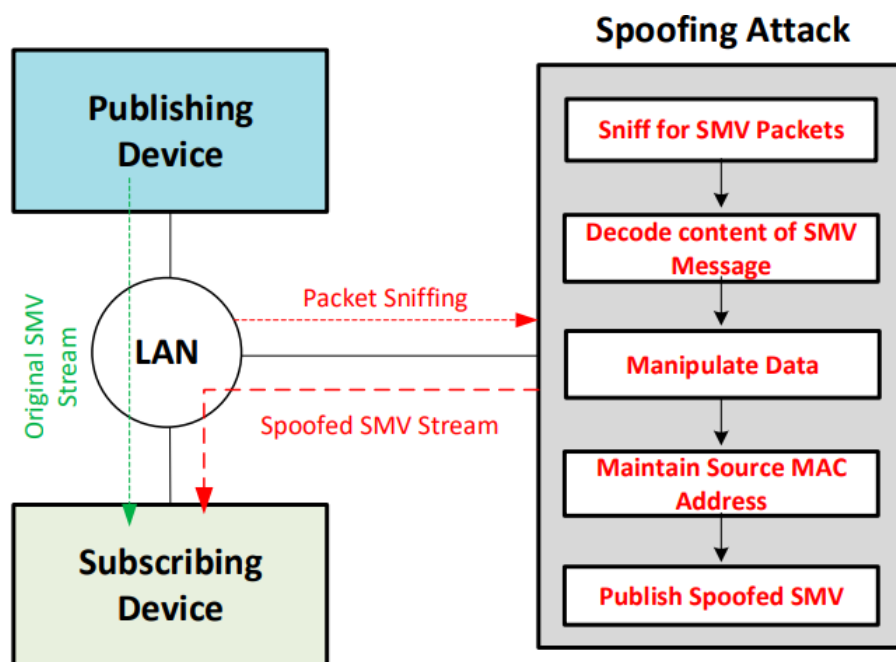 Spoofing Attack
Publishing
Device
Original SMV
Stream
LAN
Packet Sniffing
Spoofed SMV Stream
Subscribing
Device
Sniff for SMV Packets
Decode content of SMV
Message
Manipulate Data
Maintain Source MAC
Address
Publish Spoofed SMV